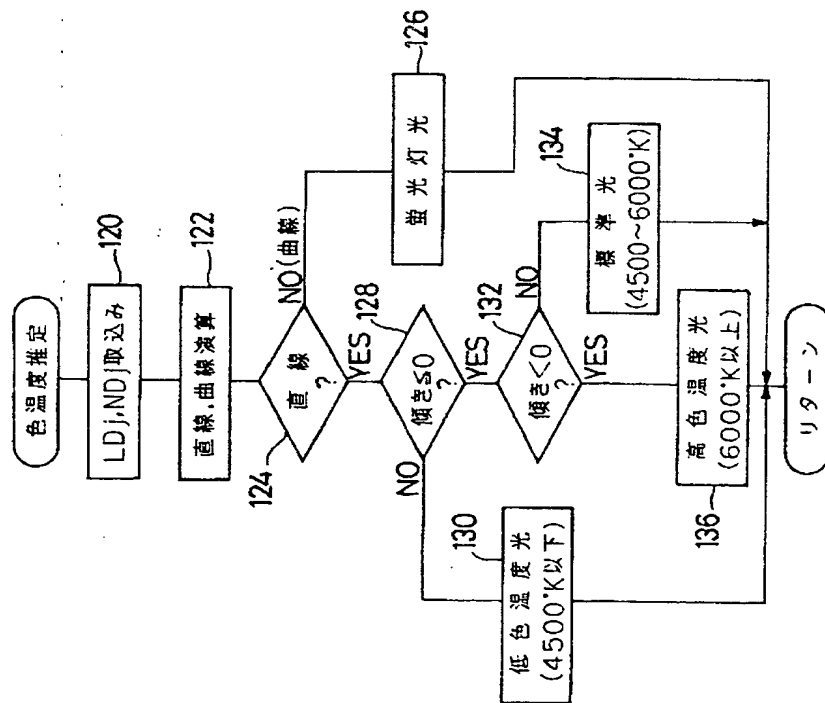 色温度推定
LDj,NDj取込み
120
直線,曲線演算
122
直線
?
124
NO(曲線)
YES
蛍光灯光
126
傾き≦0
?
128
NO
YES
低色温度光
(4500°K以下)
130
傾き<0
?
132
NO
YES
標準光
(4500~6000°K)
134
高色温度光
(6000°K以上)
136
リターン